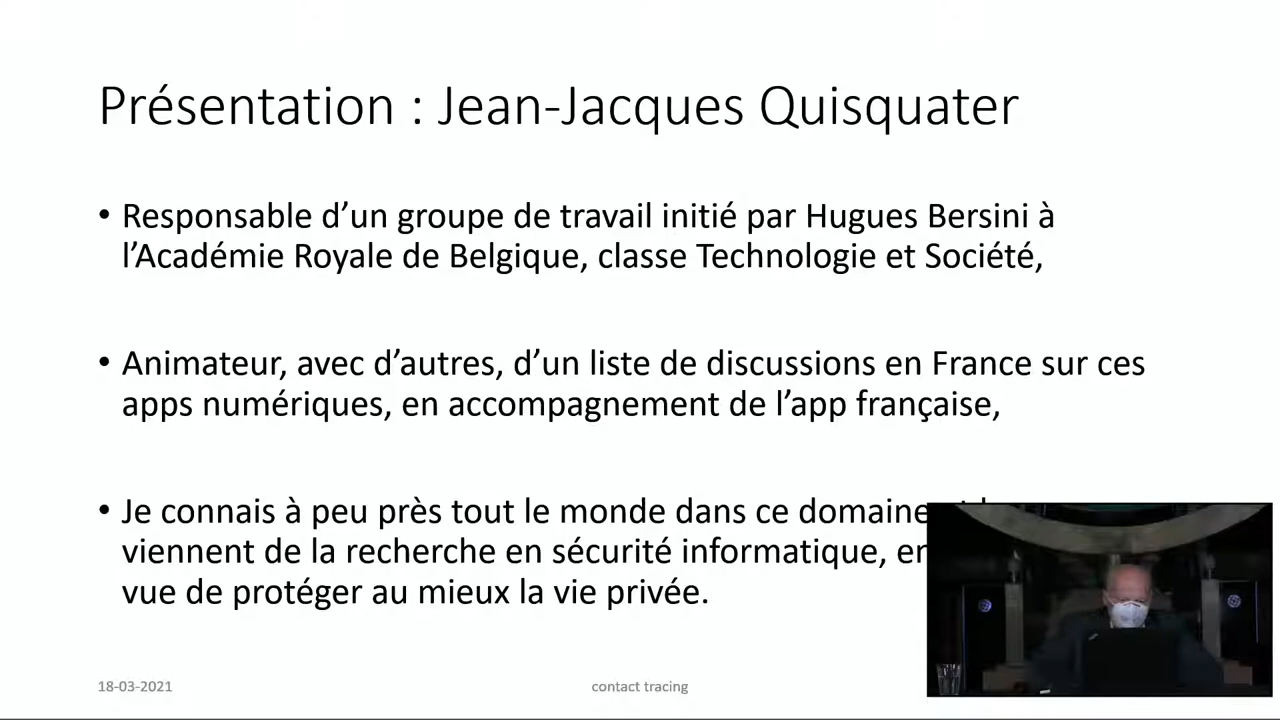 Présentation : Jean-Jacques Quisquater
• Responsable d’un groupe de travail initié par Hugues Bersini à
l’Académie Royale de Belgique, classe Technologie et Société,
• Animateur, avec d’autres, d’un liste de discussions en France sur ces
apps numériques, en accompagnement de l’app française,
• Je connais à peu près tout le monde dans ce domaine
viennent de la recherche en sécurité informatique,
vue de protéger au mieux la vie privée.
18-03-2021
contact tracing